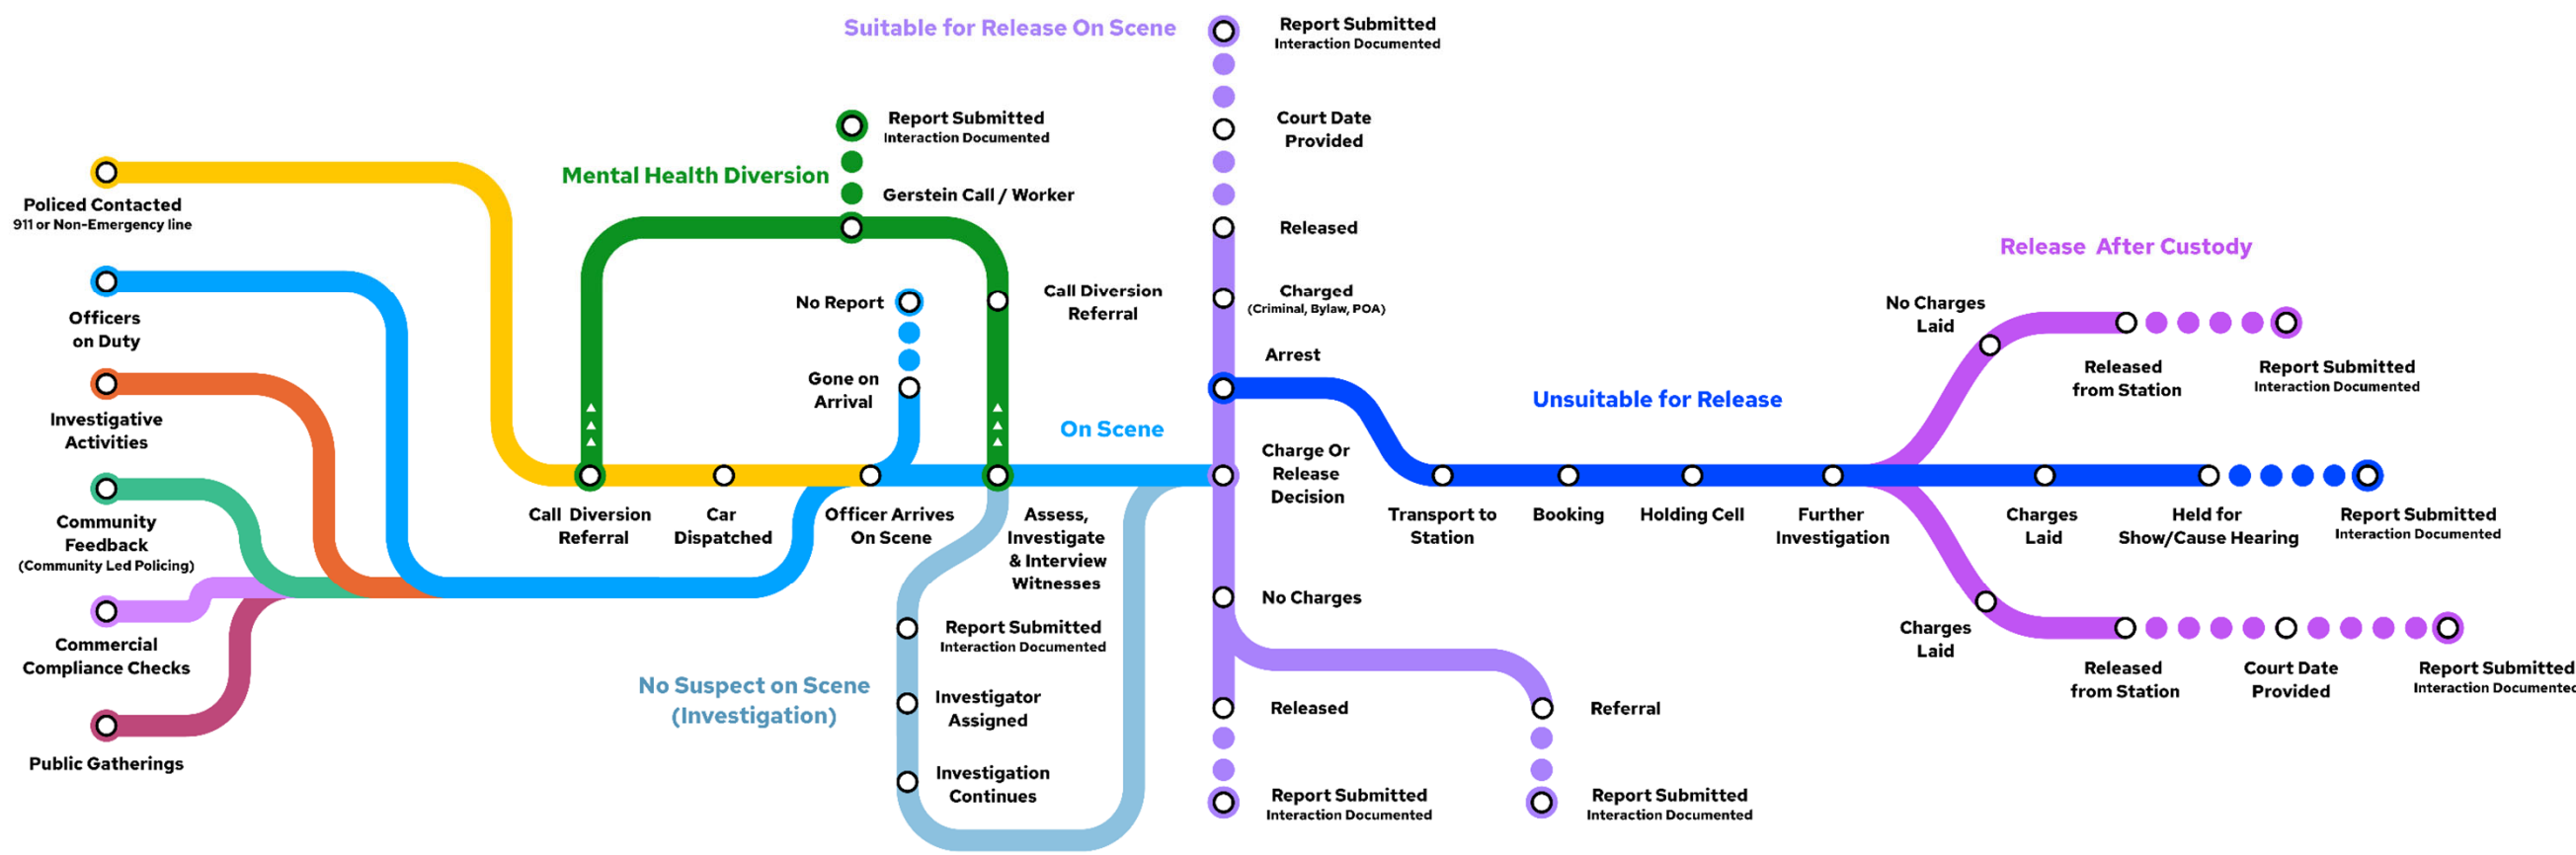 Suitable for Release On Scene
Report Submitted
Interaction Documented
Court Date
Provided
Released
Charged
(Criminal, Bylaw, POA)
Arrest
Charge Or
Release
Decision
No Charges
Released
Report Submitted
Interaction Documented
Referral
Report Submitted
Interaction Documented
Mental Health Diversion
Report Submitted
Interaction Documented
Gerstein Call / Worker
Call Diversion
Referral
No Report
Gone on
Arrival
On Scene
Policed Contacted
911 or Non-Emergency line
Officers
on Duty
Investigative
Activities
Community
Feedback
(Community Led Policing)
Commercial
Compliance Checks
Public Gatherings
Call Diversion
Referral
Car
Dispatched
Officer Arrives
On Scene
Assess,
Investigate
& Interview
Witnesses
No Suspect on Scene
(Investigation)
Report Submitted
Interaction Documented
Investigator
Assigned
Investigation
Continues
Unsuitable for Release
Transport to
Station
Booking
Holding Cell
Further
Investigation
Charges
Laid
Held for
Show/Cause Hearing
Report Submitted
Interaction Documented
Release After Custody
No Charges
Laid
Released
from Station
Report Submitted
Interaction Documented
Charges
Laid
Released
from Station
Court Date
Provided
Report Submitted
Interaction Documented